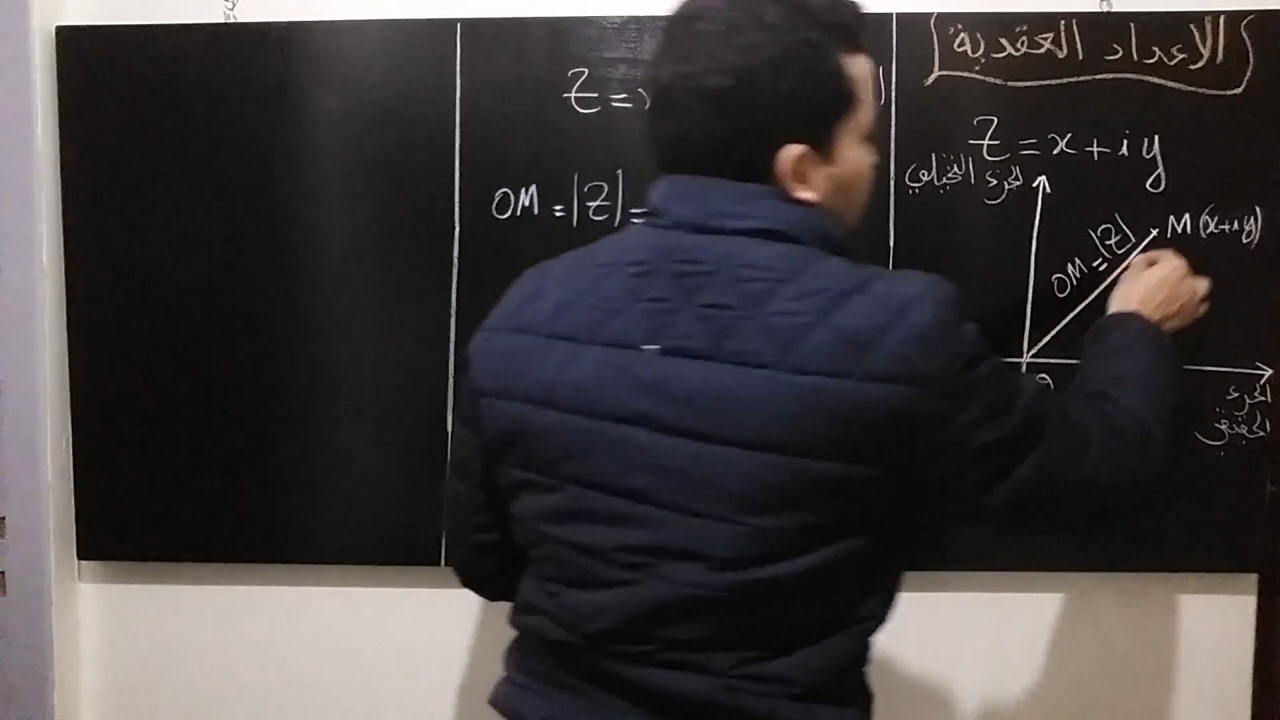 الاعداد العقدية
Z = x + i y
الجزء التخيلي
M (x+iy)
OM = |Z|
الجزء
الحقيقي
Z =
OM = |Z| =